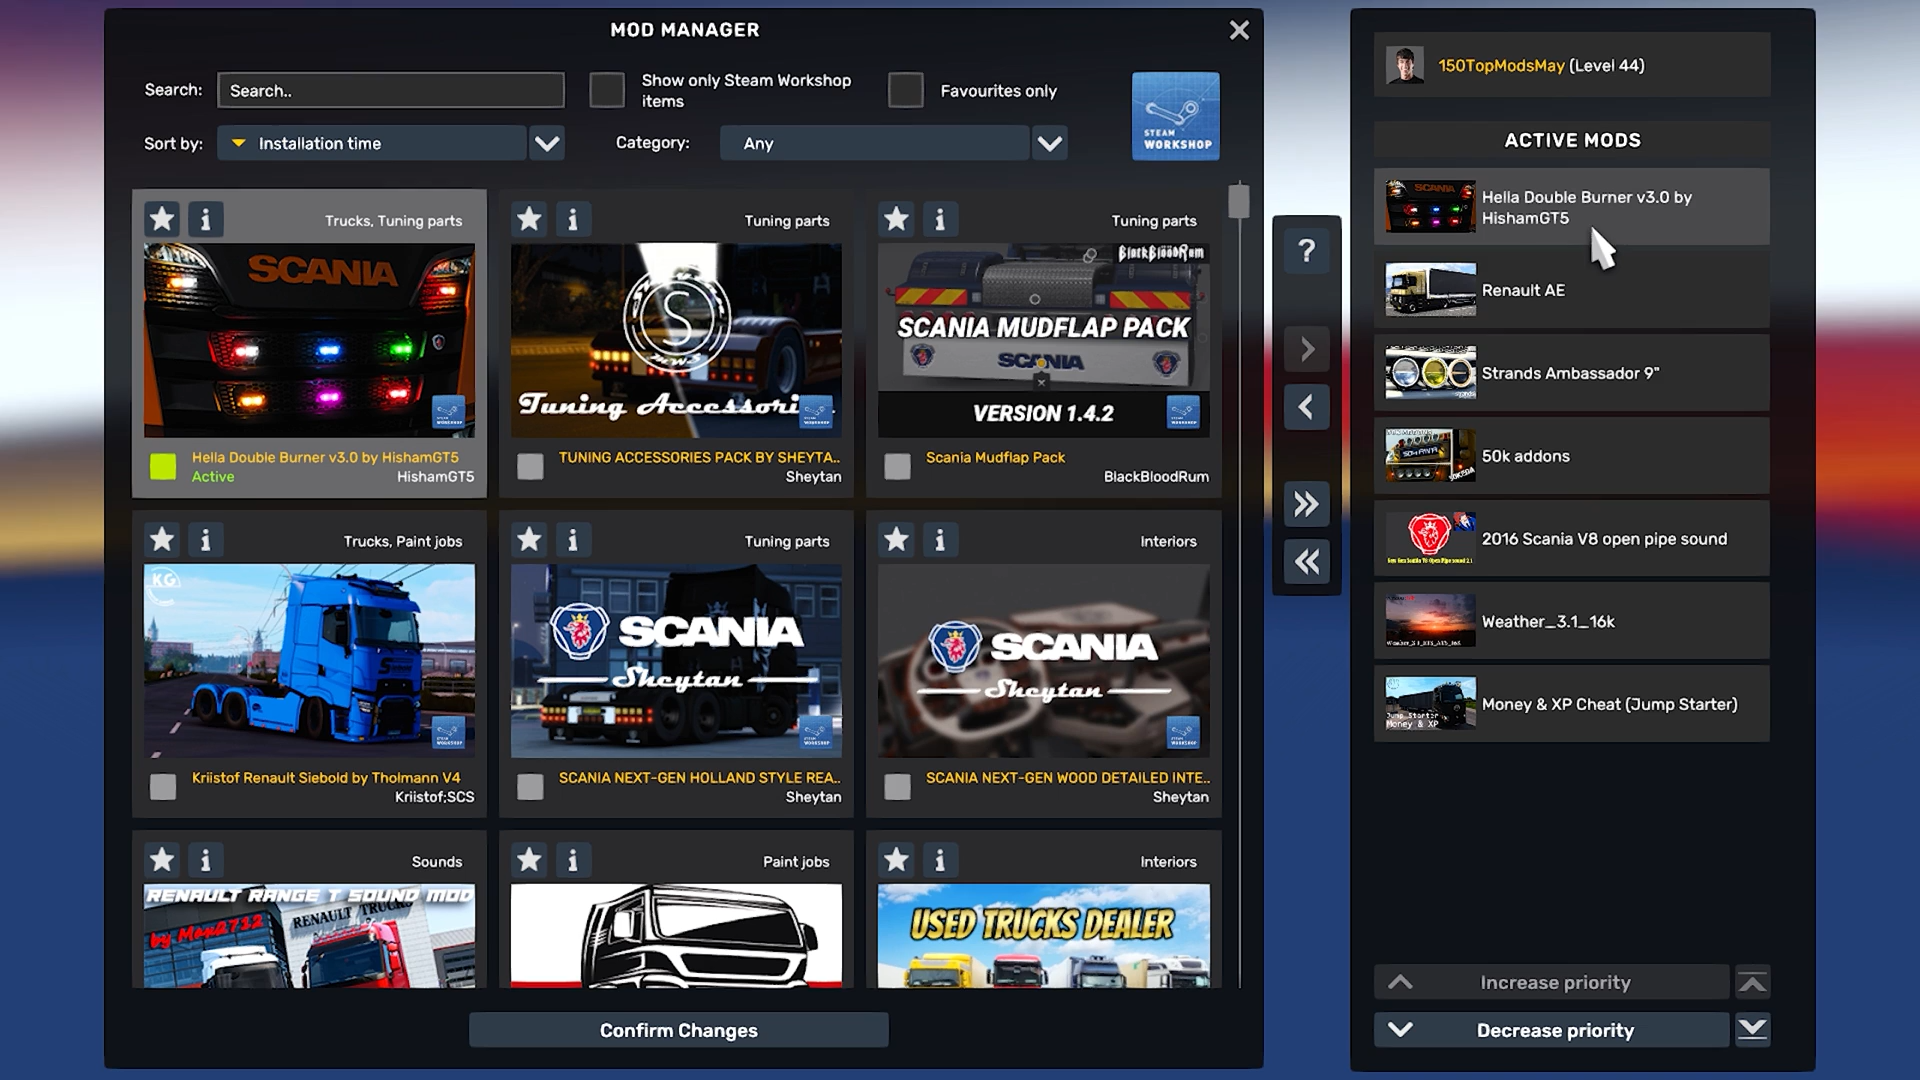 MOD MANAGER
Search:
Search..
Show only Steam Workshop
items
Favourites only
STEAM
WORKSHOP
Sort by:
Installation time
Category:
Any
Trucks, Tuning parts
SCANIA
Hella Double Burner v3.0 by HishamGT5
Active
HishamGT5
Tuning parts
S
Tuning Accessori
TUNING ACCESSORIES PACK BY SHEYTA..
Sheytan
Tuning parts
BlackBloodRum
SCANIA MUDFLAP PACK
SCANIA
VERSION 1.4.2
Scania Mudflap Pack
BlackBloodRum
Trucks, Paint jobs
KG
Kriistof Renault Siebold by Tholmann V4
Kriistof;SCS
Tuning parts
SCANIA
Sheytan
SCANIA NEXT-GEN HOLLAND STYLE REA..
Sheytan
Interiors
SCANIA
Sheytan
SCANIA NEXT-GEN WOOD DETAILED INTE..
Sheytan
Sounds
RENAULT RANGE T SOUND MOD
RENAULT TRUCKS
by Max2712
Paint jobs
Interiors
USED TRUCKS DEALER
Confirm Changes
?
150TopModsMay (Level 44)
ACTIVE MODS
Hella Double Burner v3.0 by
HishamGT5
Renault AE
Strands Ambassador 9"
50k addons
2016 Scania V8 open pipe sound
Weather_3.1_16k
Jump Starter
Money & XP
Money & XP Cheat (Jump Starter)
Increase priority
Decrease priority